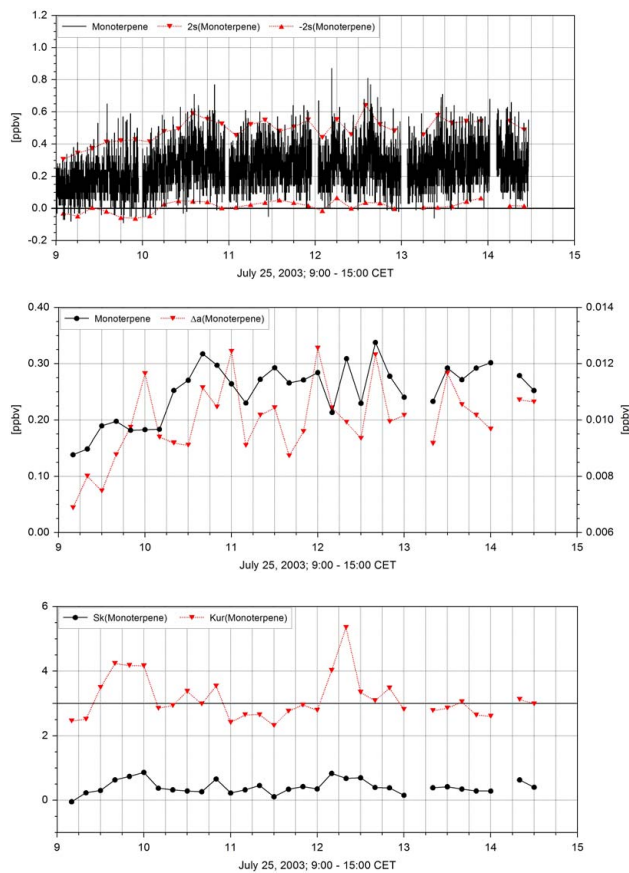 Monoterpene 2s(Monoterpene) -2s(Monoterpene)
1.2
1.0
0.8
0.6
0.4
0.2
0.0
0.2
[ppbv]
9 10 11 12 13 14 15
July 25, 2003; 9:00 - 15:00 CET
Monoterpene Δa(Monoterpene)
0.40 0.014
0.30 0.012
0.20 0.010
0.10 0.008
0.00 0.006
[ppbv] [ppbv]
9 10 11 12 13 14 15
July 25, 2003; 9:00 - 15:00 CET
Sk(Monoterpene) Kur(Monoterpene)
6
4
2
0
9 10 11 12 13 14 15
July 25, 2003; 9:00 - 15:00 CET